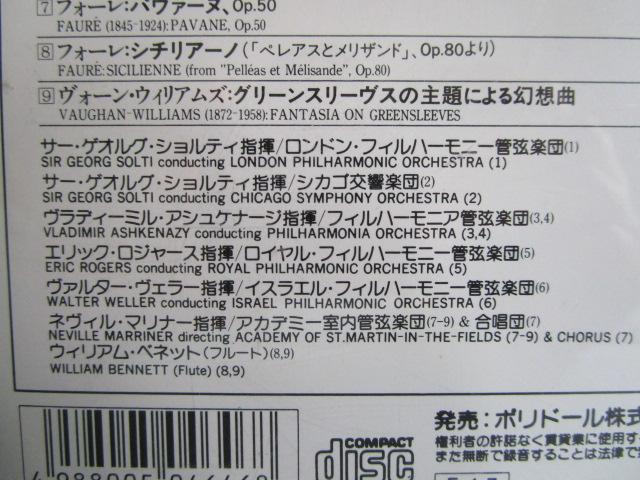 7 フォーレ:パヴァーヌ、Op.50
FAURÉ (1845-1924): PAVANE, Op.50
8 フォーレ:シチリアーノ(「ペレアスとメリザンド」、Op.80より)
FAURÉ: SICILIENNE (from "Pelléas et Mélisande", Op.80)
9 ヴォーン・ウィリアムズ:グリーンスリーヴスの主題による幻想曲
VAUGHAN-WILLIAMS (1872-1958): FANTASIA ON GREENSLEEVES
サー・ゲオルグ・ショルティ指揮/ロンドン・フィルハーモニー管弦楽団(1)
SIR GEORG SOLTI conducting LONDON PHILHARMONIC ORCHESTRA (1)
サー・ゲオルグ・ショルティ指揮/シカゴ交響楽団(2)
SIR GEORG SOLTI conducting CHICAGO SYMPHONY ORCHESTRA (2)
ヴラディーミル・アシュケナージ指揮/フィルハーモニア管弦楽団(3,4)
VLADIMIR ASHKENAZY conducting PHILHARMONIA ORCHESTRA (3,4)
エリック・ロジャース指揮/ロイヤル・フィルハーモニー管弦楽団(5)
ERIC ROGERS conducting ROYAL PHILHARMONIC ORCHESTRA (5)
ヴァルター・ヴェラー指揮/イスラエル・フィルハーモニー管弦楽団(6)
WALTER WELLER conducting ISRAEL PHILHARMONIC ORCHESTRA (6)
ネヴィル・マリナー指揮/アカデミー室内管弦楽団(7-9) & 合唱団(7)
NEVILLE MARRINER directing ACADEMY OF ST. MARTIN-IN-THE-FIELDS (7-9) & CHORUS (7)
ウィリアム・ベネット(フルート)(8,9)
WILLIAM BENNETT (Flute) (8,9)
COMPACT
disc
発売:ポリドール株式
権利者の許諾なく賃貸業に使用す
また無断で録音することは法律で